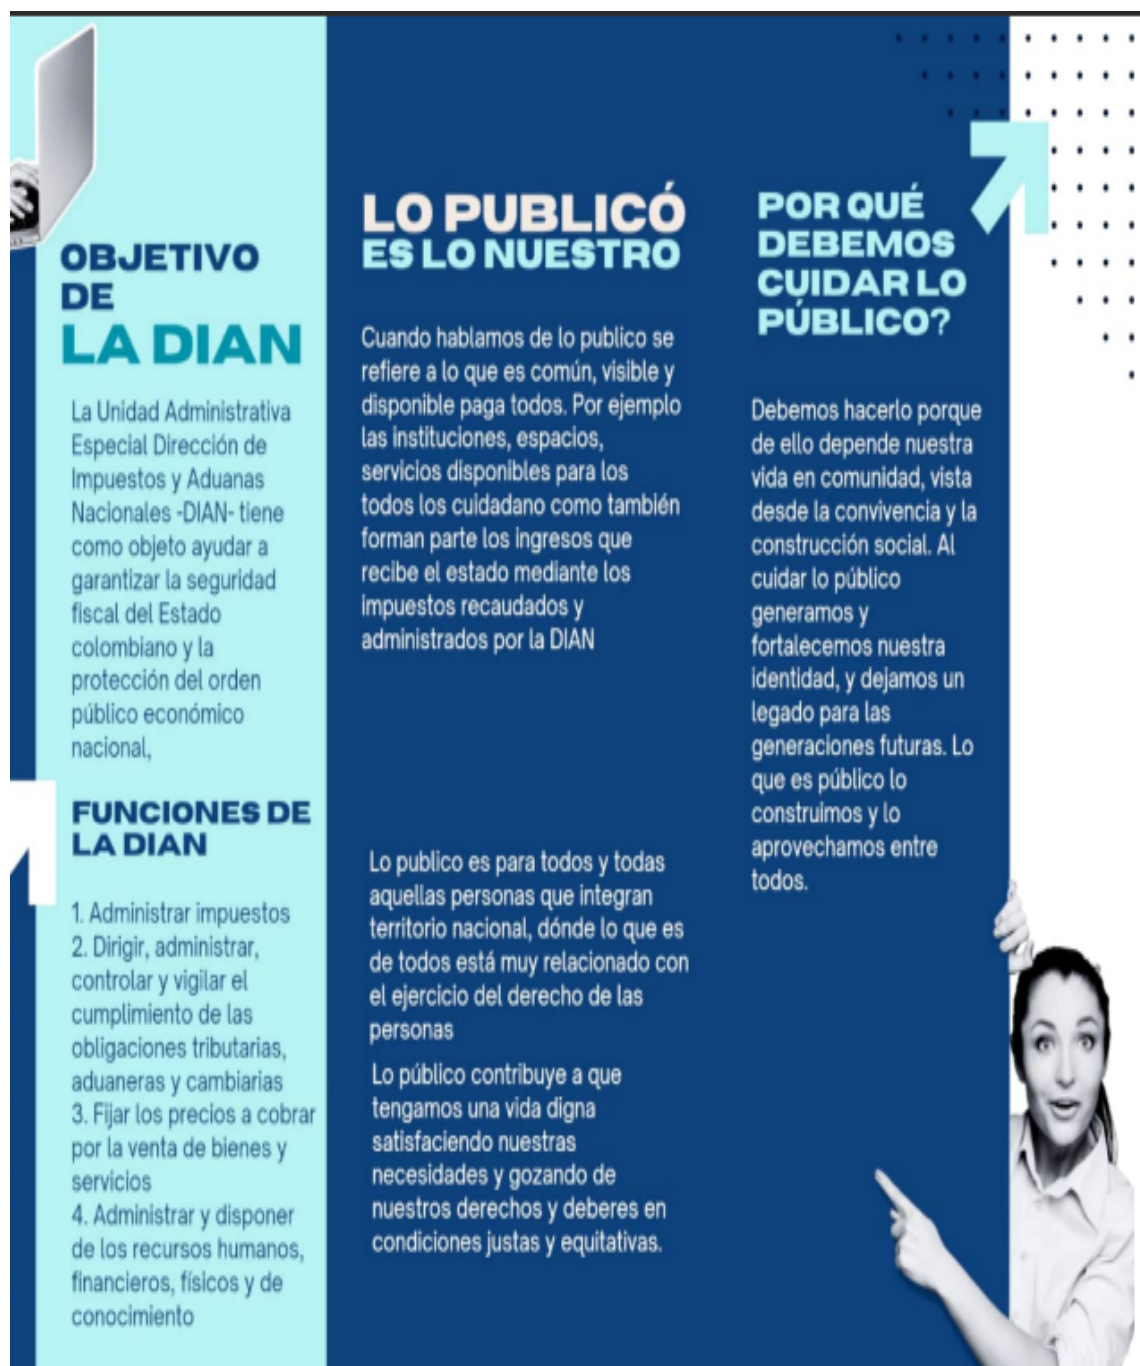 OBJETIVO
DE
LA DIAN
La Unidad Administrativa
Especial Dirección de
Impuestos y Aduanas
Nacionales -DIAN- tiene
como objeto ayudar a
garantizar la seguridad
fiscal del Estado
colombiano y la
protección del orden
público económico
nacional,
FUNCIONES DE
LA DIAN
1. Administrar impuestos
2. Dirigir, administrar,
controlar y vigilar el
cumplimiento de las
obligaciones tributarias,
aduaneras y cambiarias
3. Fijar los precios a cobrar
por la venta de bienes y
servicios
4. Administrar y disponer
de los recursos humanos,
financieros, físicos y de
conocimiento
LO PUBLICÓ
ES LO NUESTRO
Cuando hablamos de lo publico se
refiere a lo que es común, visible y
disponible paga todos. Por ejemplo
las instituciones, espacios,
servicios disponibles para los
todos los cuidadano como también
forman parte los ingresos que
recibe el estado mediante los
impuestos recaudados y
administrados por la DIAN
Lo publico es para todos y todas
aquellas personas que integran
territorio nacional, dónde lo que es
de todos está muy relacionado con
el ejercicio del derecho de las
personas
Lo público contribuye a que
tengamos una vida digna
satisfaciendo nuestras
necesidades y gozando de
nuestros derechos y deberes en
condiciones justas y equitativas.
POR QUÉ
DEBEMOS
CUIDAR LO
PÚBLICO?
Debemos hacerlo porque
de ello depende nuestra
vida en comunidad, vista
desde la convivencia y la
construcción social. Al
cuidar lo público
generamos y
fortalecemos nuestra
identidad, y dejamos un
legado para las
generaciones futuras. Lo
que es público lo
construimos y lo
aprovechamos entre
todos.